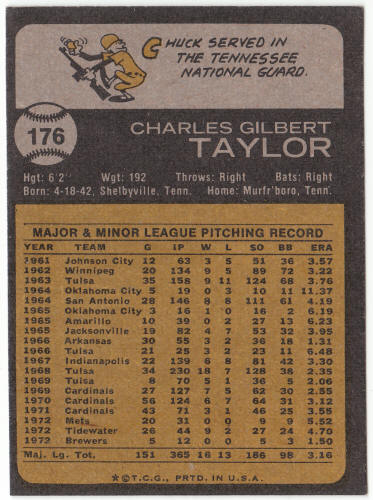 CHUCK SERVED IN
THE TENNESSEE
NATIONAL GUARD.
176
CHARLES GILBERT
TAYLOR
Hgt: 6'2" Wgt: 192 Throws: Right Bats: Right
Born: 4-18-42, Shelbyville, Tenn. Home: Murfr'boro, Tenn.
MAJOR & MINOR LEAGUE PITCHING RECORD
YEAR TEAM G IP W L SO BB ERA
1961 Johnson City 12 63 3 5 51 36 3.57
1962 Winnipeg 20 134 9 5 89 72 3.22
1963 Tulsa 35 158 9 11 124 68 3.76
1964 Oklahoma City 5 19 0 3 10 11 11.37
1964 San Antonio 28 146 8 8 111 61 4.19
1965 Oklahoma City 3 16 0 1 16 2 6.19
1965 Amarillo 10 39 0 2 27 13 6.23
1965 Jacksonville 19 82 4 7 52 24 3.95
1966 Arkansas 30 55 3 2 36 18 1.31
1966 Tulsa 21 25 3 2 23 11 6.48
1967 Indianapolis 22 139 6 8 81 42 3.30
1968 Tulsa 34 230 18 7 128 38 2.35
1969 Tulsa 8 70 5 1 36 5 2.06
1969 Cardinals 27 127 7 5 62 30 2.55
1970 Cardinals 56 124 6 7 64 31 3.12
1971 Cardinals 43 71 3 1 46 25 3.55
1972 Mets 20 31 0 0 9 9 5.52
1972 Tidewater 26 44 2 9 27 24 4.70
1972 Brewers 5 12 0 0 5 3 1.50
Maj. Lg. Tot. 151 365 16 13 186 98 3.16
*©T.C.G., PRTD. IN U.S.A.